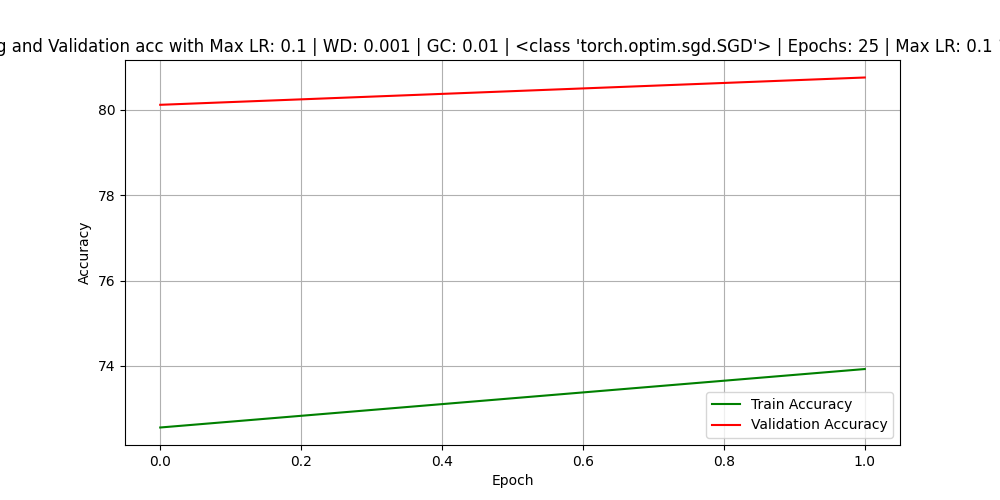 g and Validation acc with Max LR: 0.1 | WD: 0.001 | GC: 0.01 | <class 'torch.optim.sgd.SGD'> | Epochs: 25 | Max LR: 0.1
80
78
76
74
Accuracy
Train Accuracy
Validation Accuracy
0.0 0.2 0.4 0.6 0.8 1.0
Epoch